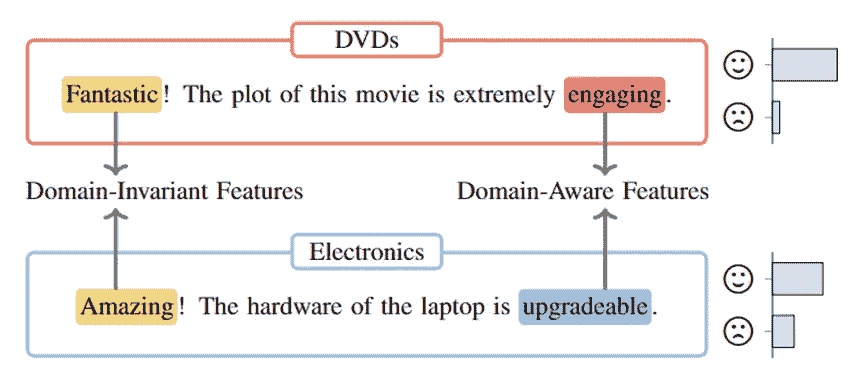 DVDs
Fantastic! The plot of this movie is extremely engaging.
Domain-Invariant Features Domain-Aware Features
Electronics
Amazing! The hardware of the laptop is upgradeable.